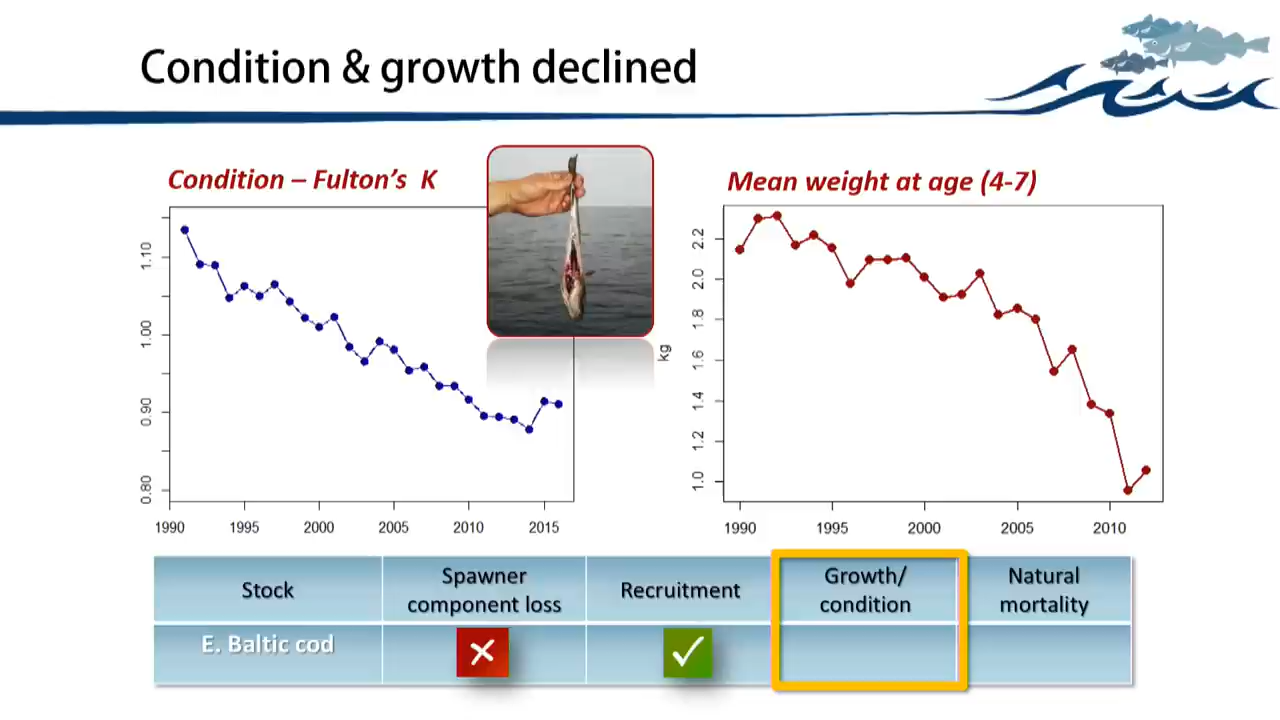 Condition & growth declined
Condition – Fulton's K
Mean weight at age (4-7)
1.10
1.00
0.90
0.80
1990
1995
2000
2005
2010
2015
kg
2.2
2.0
1.8
1.6
1.4
1.2
1.0
1990
1995
2000
2005
2010
Stock
Spawner
component loss
Recruitment
Growth/
condition
Natural
mortality
E. Baltic cod